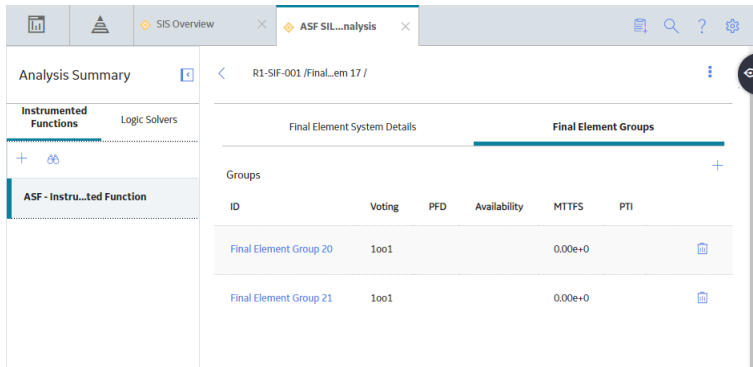 SIS Overview
ASF SIL...nalysis
Analysis Summary
R1-SIF-001 /Final...em 17 /
Instrumented Functions
Logic Solvers
Final Element System Details
Final Element Groups
ASF - Instru...ted Function
Groups
ID Voting PFD Availability MTTFS PTI
Final Element Group 20 1oo1 0.00e+0
Final Element Group 21 1oo1 0.00e+0